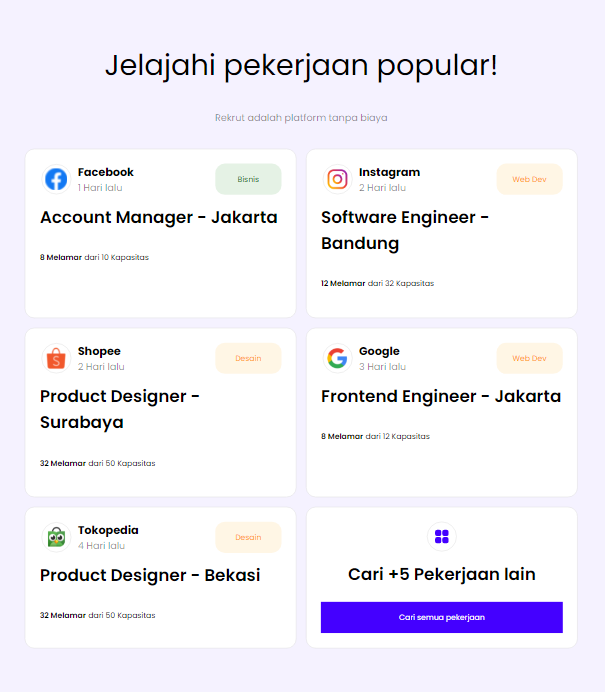 Jelajahi pekerjaan popular!
Rekrut adalah platform tanpa biaya
Facebook
1 Hari lalu
Bisnis
Account Manager - Jakarta
8 Melamar dari 10 Kapasitas
Instagram
2 Hari lalu
Web Dev
Software Engineer -
Bandung
12 Melamar dari 32 Kapasitas
Shopee
2 Hari lalu
Desain
Product Designer -
Surabaya
32 Melamar dari 50 Kapasitas
Google
3 Hari lalu
Web Dev
Frontend Engineer - Jakarta
8 Melamar dari 12 Kapasitas
Tokopedia
4 Hari lalu
Desain
Product Designer - Bekasi
32 Melamar dari 50 Kapasitas
Cari +5 Pekerjaan lain
Cari semua pekerjaan